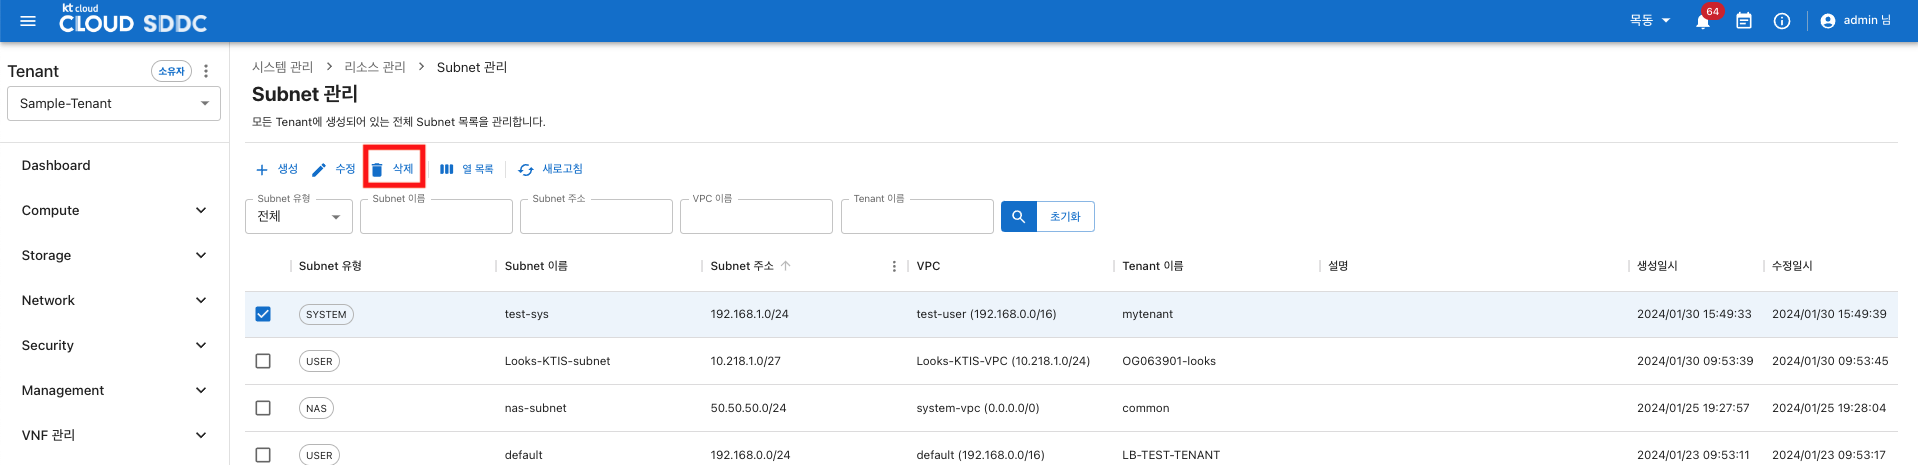 kt cloud
CLOUD SDDC
목동
64
admin 님
Tenant
소유자
Sample-Tenant
Dashboard
Compute
Storage
Network
Security
Management
VNF 관리
시스템 관리 > 리소스 관리 > Subnet 관리
Subnet 관리
모든 Tenant에 생성되어 있는 전체 Subnet 목록을 관리합니다.
생성 수정 삭제 열 목록 새로고침
Subnet 유형 Subnet 이름 Subnet 주소 VPC 이름 Tenant 이름
전체 초기화
Subnet 유형 Subnet 이름 Subnet 주소 VPC Tenant 이름 설명 생성일시 수정일시
SYSTEM test-sys 192.168.1.0/24 test-user (192.168.0.0/16) mytenant 2024/01/30 15:49:33 2024/01/30 15:49:39
USER Looks-KTIS-subnet 10.218.1.0/27 Looks-KTIS-VPC (10.218.1.0/24) OG063901-looks 2024/01/30 09:53:39 2024/01/30 09:53:45
NAS nas-subnet 50.50.50.0/24 system-vpc (0.0.0.0/0) common 2024/01/25 19:27:57 2024/01/25 19:28:04
USER default 192.168.0.0/24 default (192.168.0.0/16) LB-TEST-TENANT 2024/01/23 09:53:11 2024/01/23 09:53:17